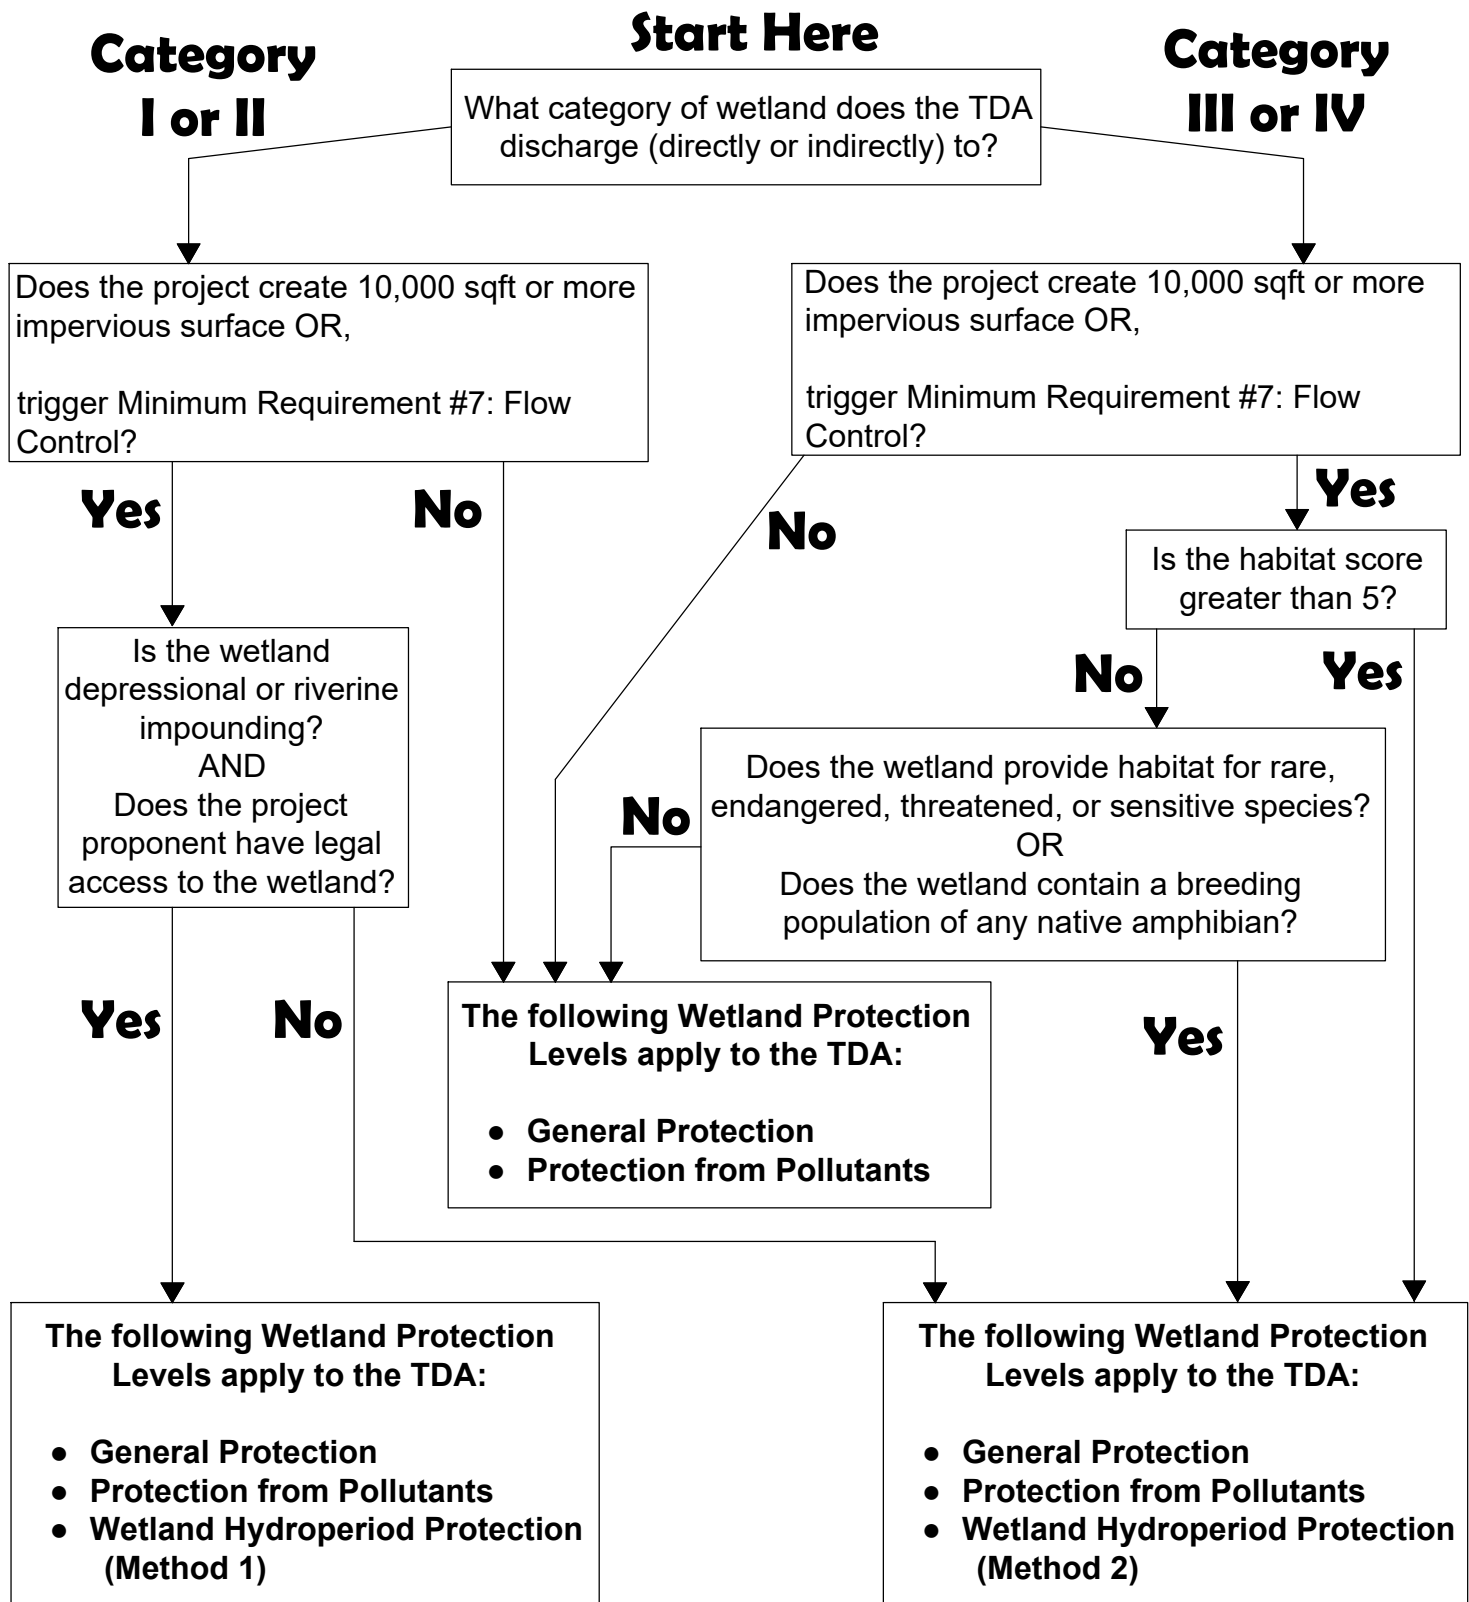 Start Here
Category
I or II
Category
III or IV
What category of wetland does the TDA
discharge (directly or indirectly) to?
Does the project create 10,000 sqft or more
impervious surface OR,
trigger Minimum Requirement #7: Flow
Control?
Does the project create 10,000 sqft or more
impervious surface OR,
trigger Minimum Requirement #7: Flow
Control?
Yes
No
No
Yes
Is the habitat score
greater than 5?
Is the wetland
depressional or riverine
impounding?
AND
Does the project
proponent have legal
access to the wetland?
No
Yes
Does the wetland provide habitat for rare,
endangered, threatened, or sensitive species?
OR
Does the wetland contain a breeding
population of any native amphibian?
No
Yes
No
Yes
The following Wetland Protection
Levels apply to the TDA:
● General Protection
● Protection from Pollutants
The following Wetland Protection
Levels apply to the TDA:
● General Protection
● Protection from Pollutants
● Wetland Hydroperiod Protection
(Method 1)
The following Wetland Protection
Levels apply to the TDA:
● General Protection
● Protection from Pollutants
● Wetland Hydroperiod Protection
(Method 2)